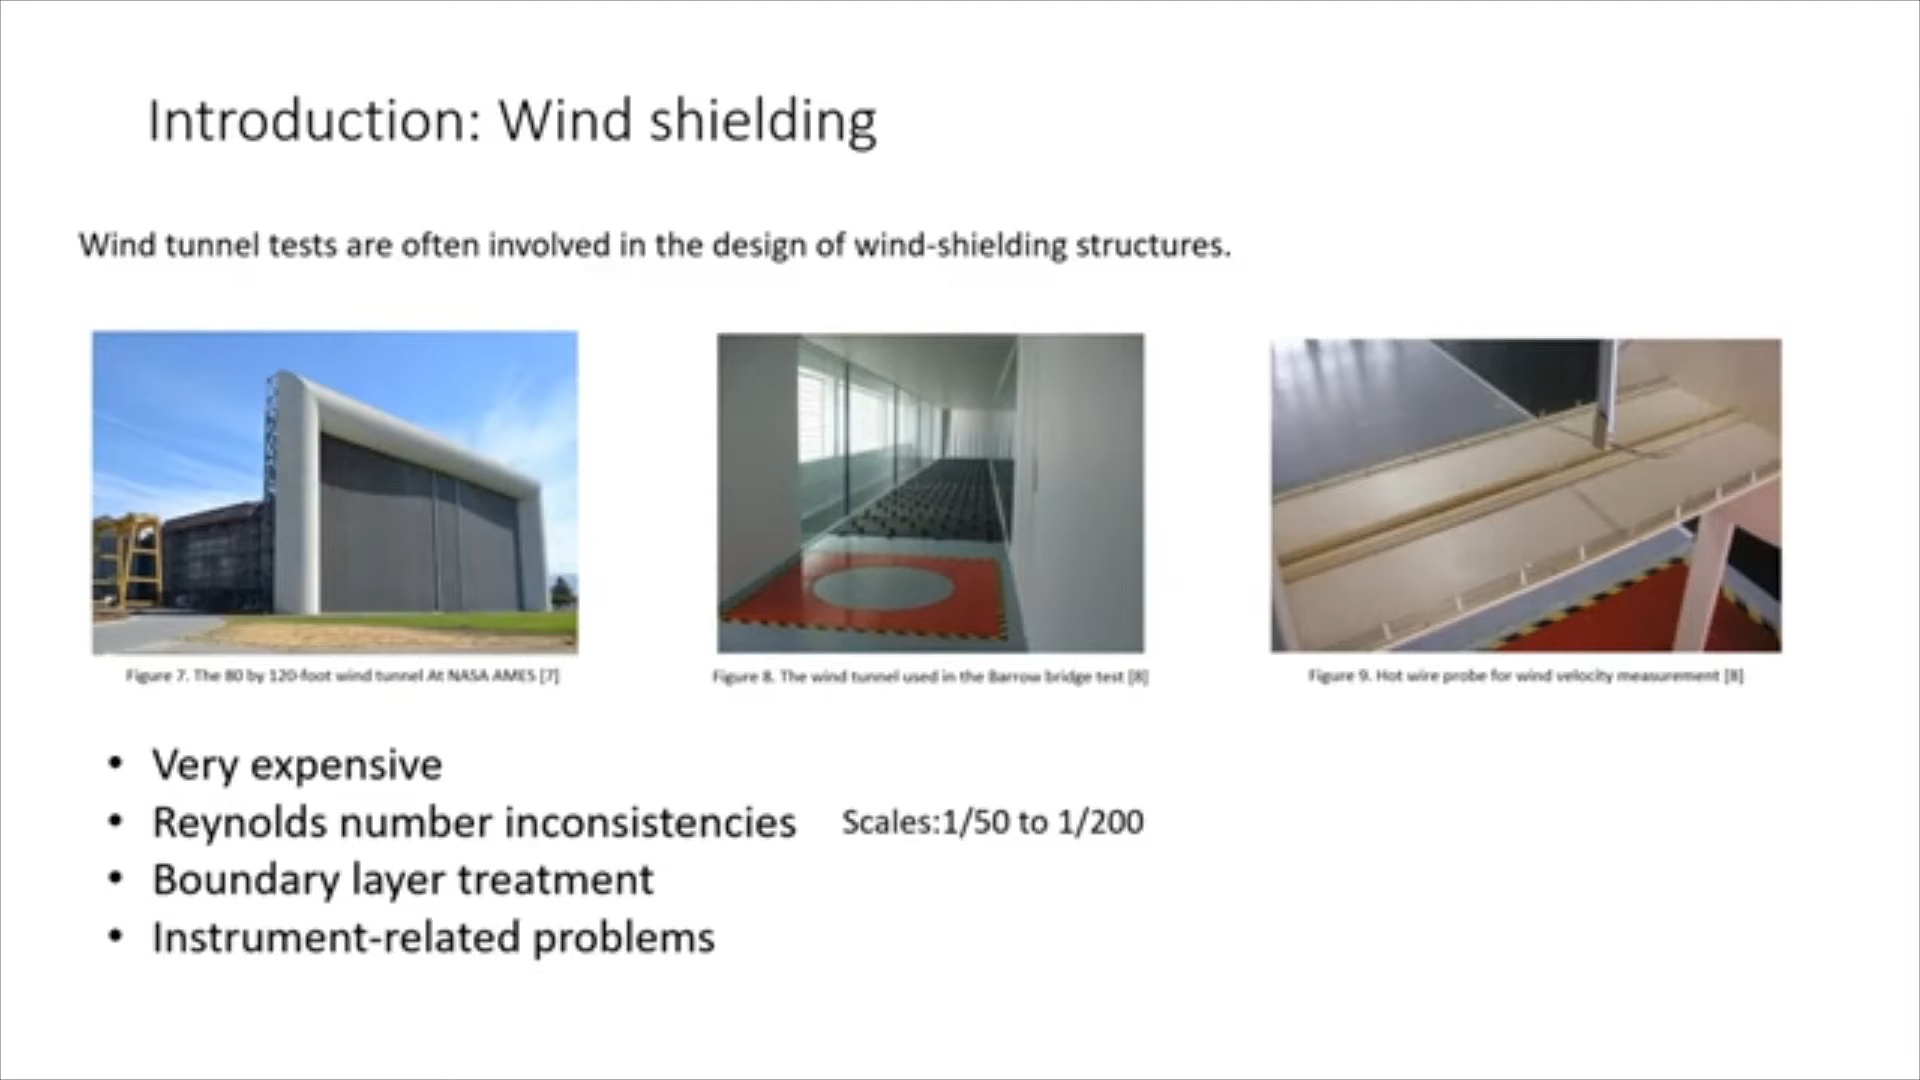 Introduction: Wind shielding
Wind tunnel tests are often involved in the design of wind-shielding structures.
Figure 7. The 80 by 120-foot wind tunnel At NASA AMES [7]
Figure 8. The wind tunnel used in the Barrow bridge test [8]
Figure 9. Hot wire probe for wind velocity measurement [8]
• Very expensive
• Reynolds number inconsistencies Scales:1/50 to 1/200
• Boundary layer treatment
• Instrument-related problems